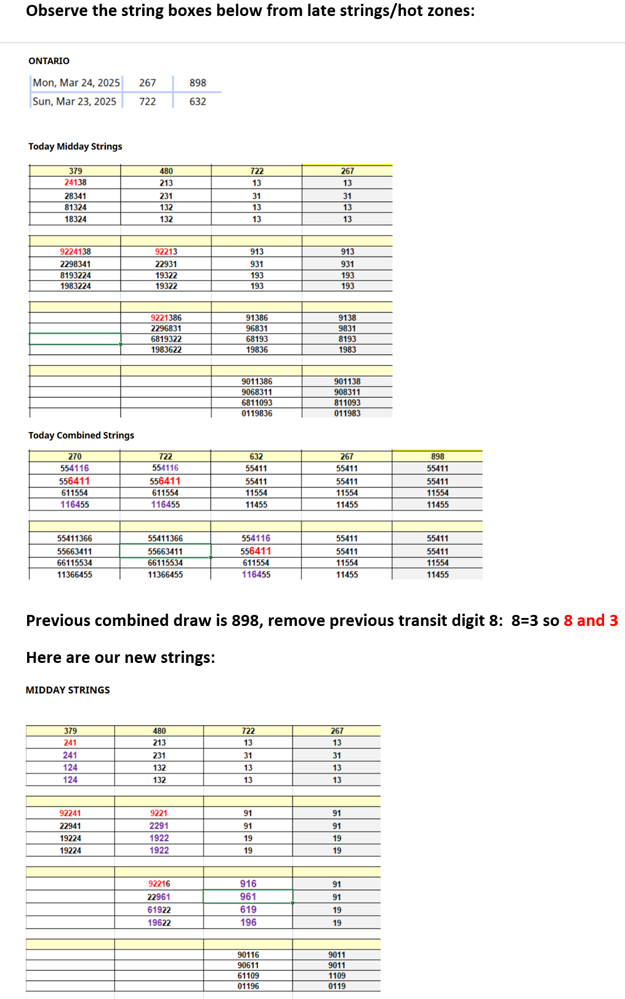 Observe the string boxes below from late strings/hot zones:
ONTARIO
Mon, Mar 24, 2025 267 898
Sun, Mar 23, 2025 722 632
Today Midday Strings
379 480 722 267
24138 213 13 13
28341 231 31 31
81324 132 13 13
18324 132 13 13
9224138 92213 913 913
2298341 22931 931 931
8193224 19322 193 193
1983224 19322 193 193
9221386 91386 9138
2296831 96831 9831
6819322 68193 8193
1983622 19836 1983
9011386 901138
9068311 908311
6811093 811093
0119836 011983
Today Combined Strings
270 722 632 267 898
554116 554116 55411 55411 55411
556411 556411 55411 55411 55411
611554 611554 11554 11554 11554
116455 116455 11455 11455 11455
55411366 55411366 554116 55411 55411
55663411 55663411 556411 55411 55411
66115534 66115534 611554 11554 11554
11366455 11366455 116455 11455 11455
Previous combined draw is 898, remove previous transit digit 8:  8=3 so 8 and 3
Here are our new strings:
MIDDAY STRINGS
379 480 722 267
241 213 13 13
241 231 31 31
124 132 13 13
124 132 13 13
92241 9221 91 91
22941 2291 91 91
19224 1922 19 19
19224 1922 19 19
92216 916 91
22961 961 91
61922 619 19
19622 196 19
90116 9011
90611 9011
61109 1109
01196 0119